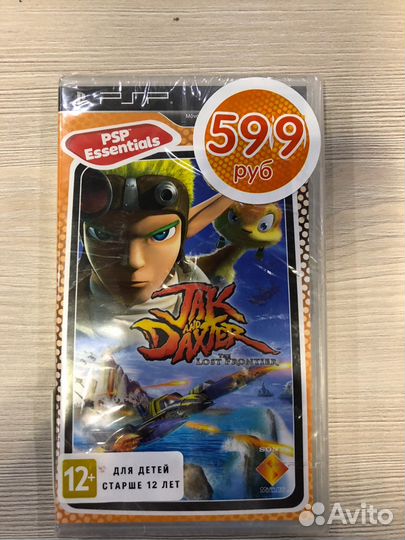 PSP
PSP
Essentials
599
руб
JAK
AND
DAXTER
THE
LOST FRONTIER
12+
ДЛЯ ДЕТЕЙ
СТАРШЕ 12 ЛЕТ
SONY
Avito